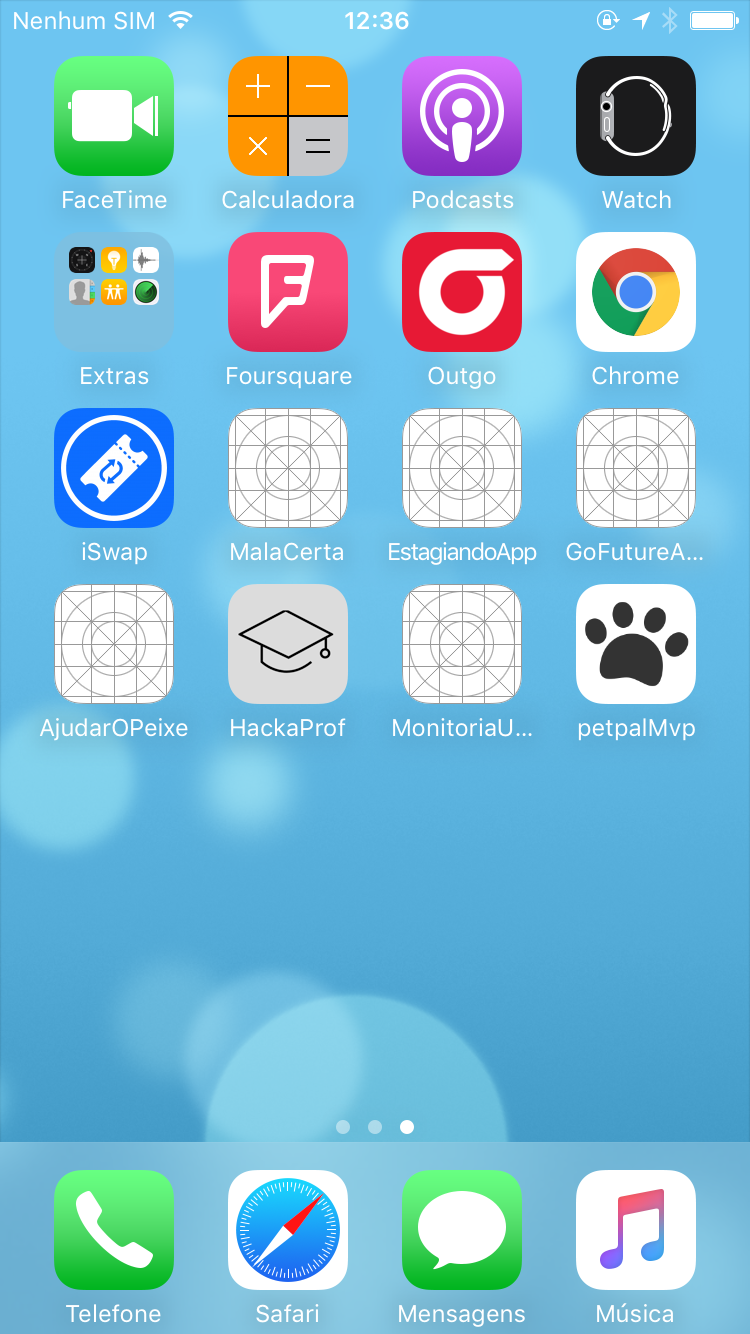 Nenhum SIM 12:36
FaceTime Calculadora Podcasts Watch
Extras Foursquare Outgo Chrome
iSwap MalaCerta EstagiandoApp GoFutureA...
AjudarOPeixe HackaProf MonitoriaU... petpalMvp
Telefone Safari Mensagens Música